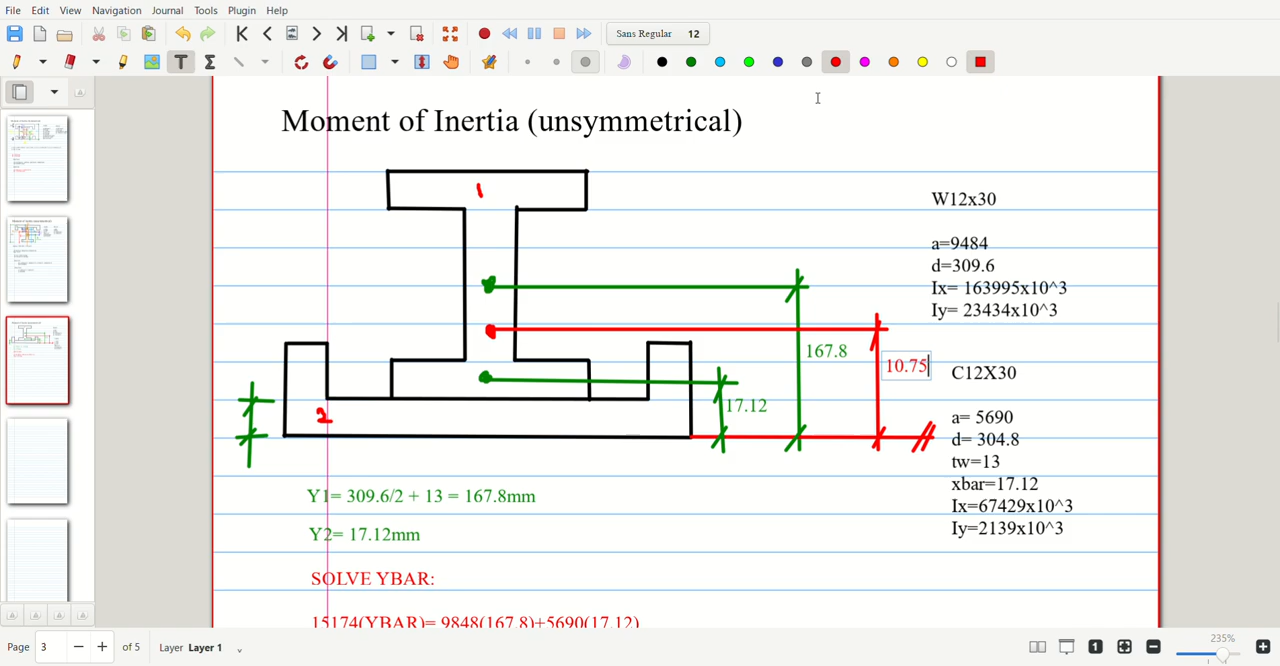 File Edit View Navigation Journal Tools Plugin Help
Sans Regular 12
Moment of Inertia (unsymmetrical)
1
W12x30
a=9484
d=309.6
Ix= 163995x10^3
Iy= 23434x10^3
167.8
10.75
C12X30
2
17.12
a= 5690
d= 304.8
tw=13
xbar=17.12
Ix=67429x10^3
Iy=2139x10^3
Y1= 309.6/2 + 13 = 167.8mm
Y2= 17.12mm
SOLVE YBAR:
15174(YBAR)= 9848(167.8)+5690(17.12)
Page 3 of 5 Layer Layer 1
235%